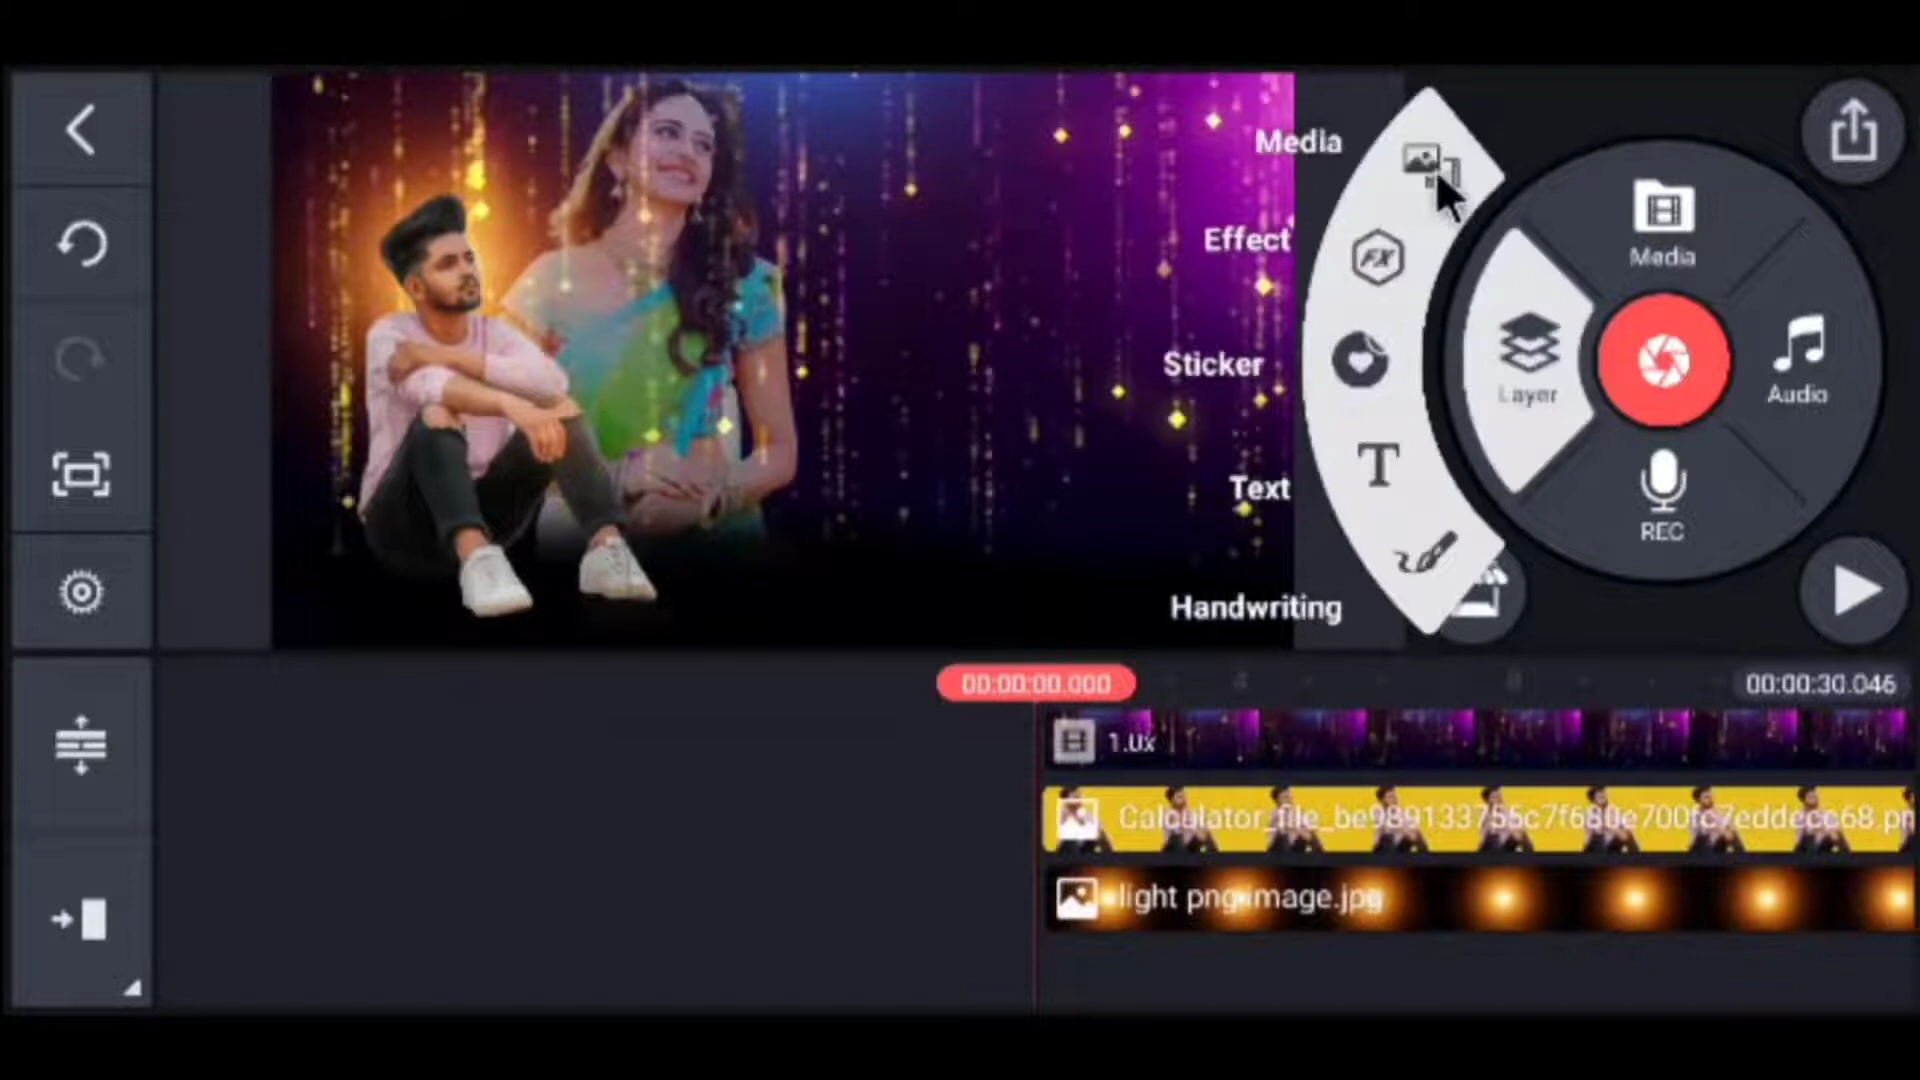 Media
Effect
Sticker
Text
Handwriting
FX
Media
Layer
Audio
REC
00:00:00.000
00:00:30.046
1.0x
Calculator_file_be989133755c7f680e700fc7eddecc68.pn
light png image.jpg